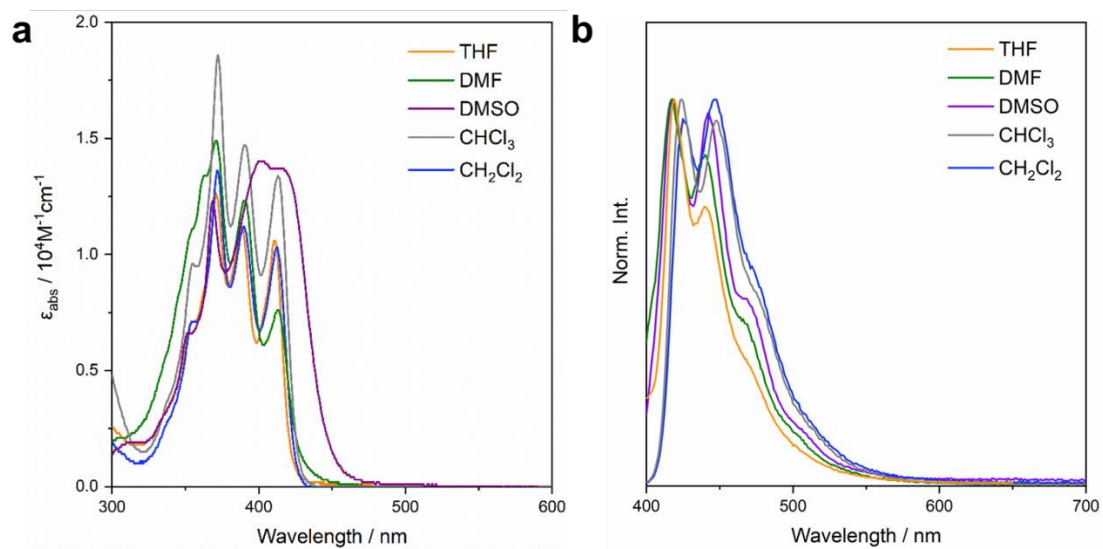 a
2.0
1.5
1.0
0.5
0.0
ε_abs / 10⁴M⁻¹cm⁻¹
THF
DMF
DMSO
CHCl₃
CH₂Cl₂
300
400
500
600
Wavelength / nm
b
Norm. Int.
THF
DMF
DMSO
CHCl₃
CH₂Cl₂
400
500
600
700
Wavelength / nm